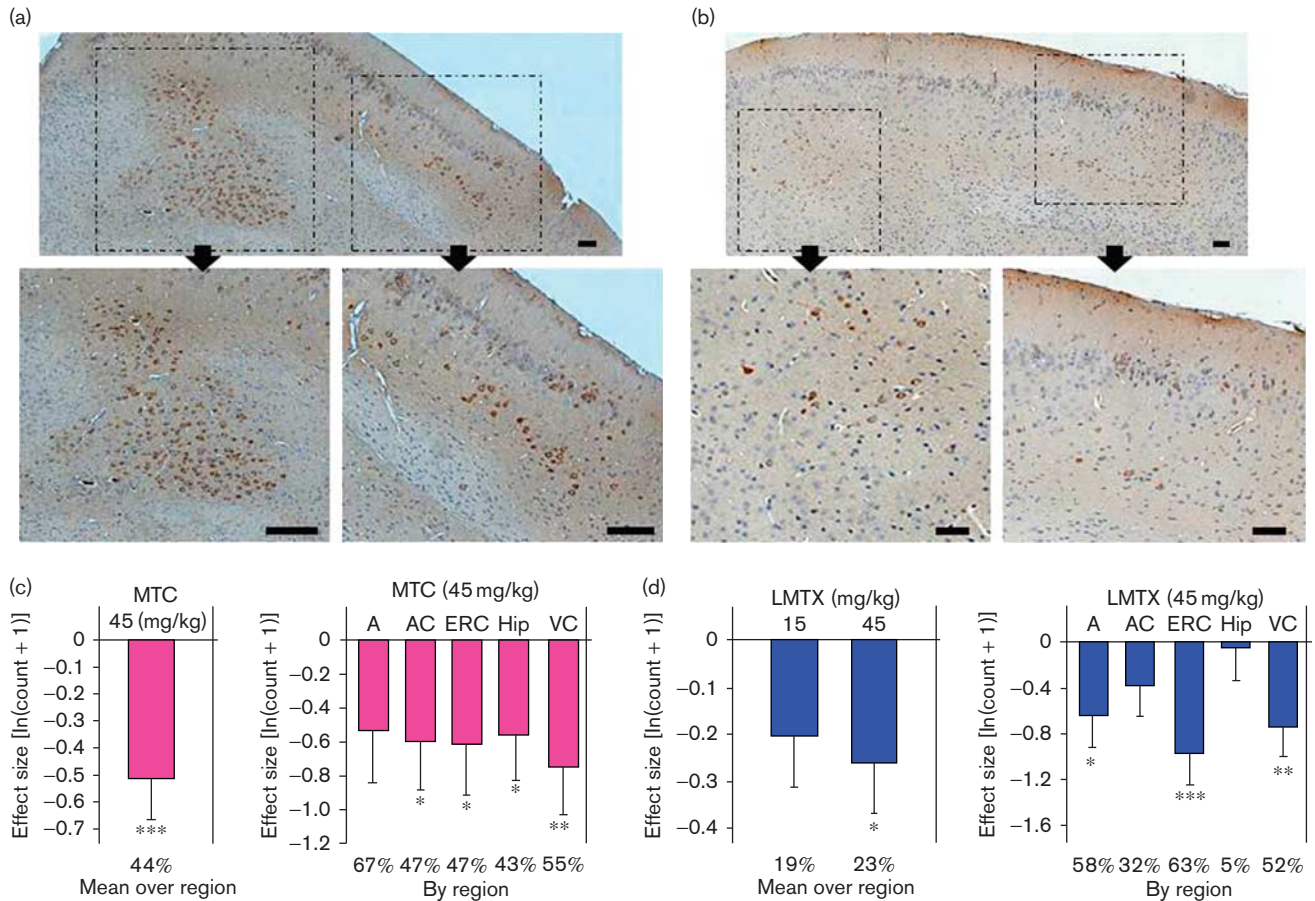 (a)
(b)
(c)
MTC
45 (mg/kg)
Effect size [ln(count + 1)]
0
−0.1
−0.2
−0.3
−0.4
−0.5
−0.6
−0.7
***
44%
Mean over region
MTC (45 mg/kg)
A AC ERC Hip VC
Effect size [ln(count + 1)]
0
−0.2
−0.4
−0.6
−0.8
−1.0
−1.2
* * * **
67% 47% 47% 43% 55%
By region
(d)
LMTX (mg/kg)
15 45
Effect size [ln(count + 1)]
0
−0.1
−0.2
−0.3
−0.4
*
19% 23%
Mean over region
LMTX (45 mg/kg)
A AC ERC Hip VC
Effect size [ln(count + 1)]
0
−0.4
−0.8
−1.2
−1.6
* *** **
58% 32% 63% 5% 52%
By region